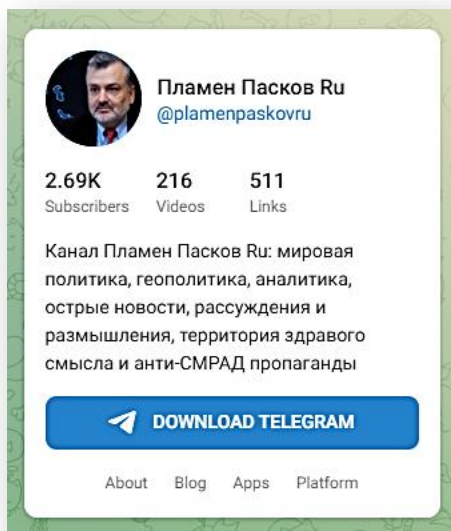 Пламен Пасков Ru
@plamenpaskovru
2.69K 216 511
Subscribers Videos Links
Канал Пламен Пасков Ru: мировая
политика, геополитика, аналитика,
острые новости, рассуждения и
размышления, территория здравого
смысла и анти-СМРАД пропаганды
DOWNLOAD TELEGRAM
About Blog Apps Platform